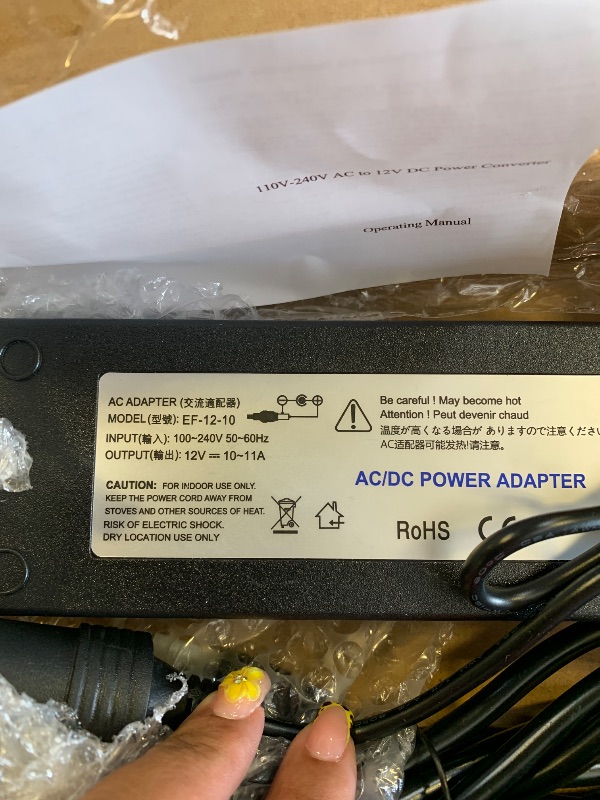 110V-240V AC to 12V DC Power Converter
Operating Manual
AC ADAPTER (交流適配器)
MODEL(型號): EF-12-10
INPUT(輸入): 100~240V 50~60Hz
OUTPUT(輸出): 12V ⎓ 10~11A
CAUTION: FOR INDOOR USE ONLY.
KEEP THE POWER CORD AWAY FROM
STOVES AND OTHER SOURCES OF HEAT.
RISK OF ELECTRIC SHOCK.
DRY LOCATION USE ONLY
Be careful ! May become hot
Attention ! Peut devenir chaud
温度が高くなる場合が ありますので注意くださ
AC适配器可能发热!请注意。
AC/DC POWER ADAPTER
RoHS CE